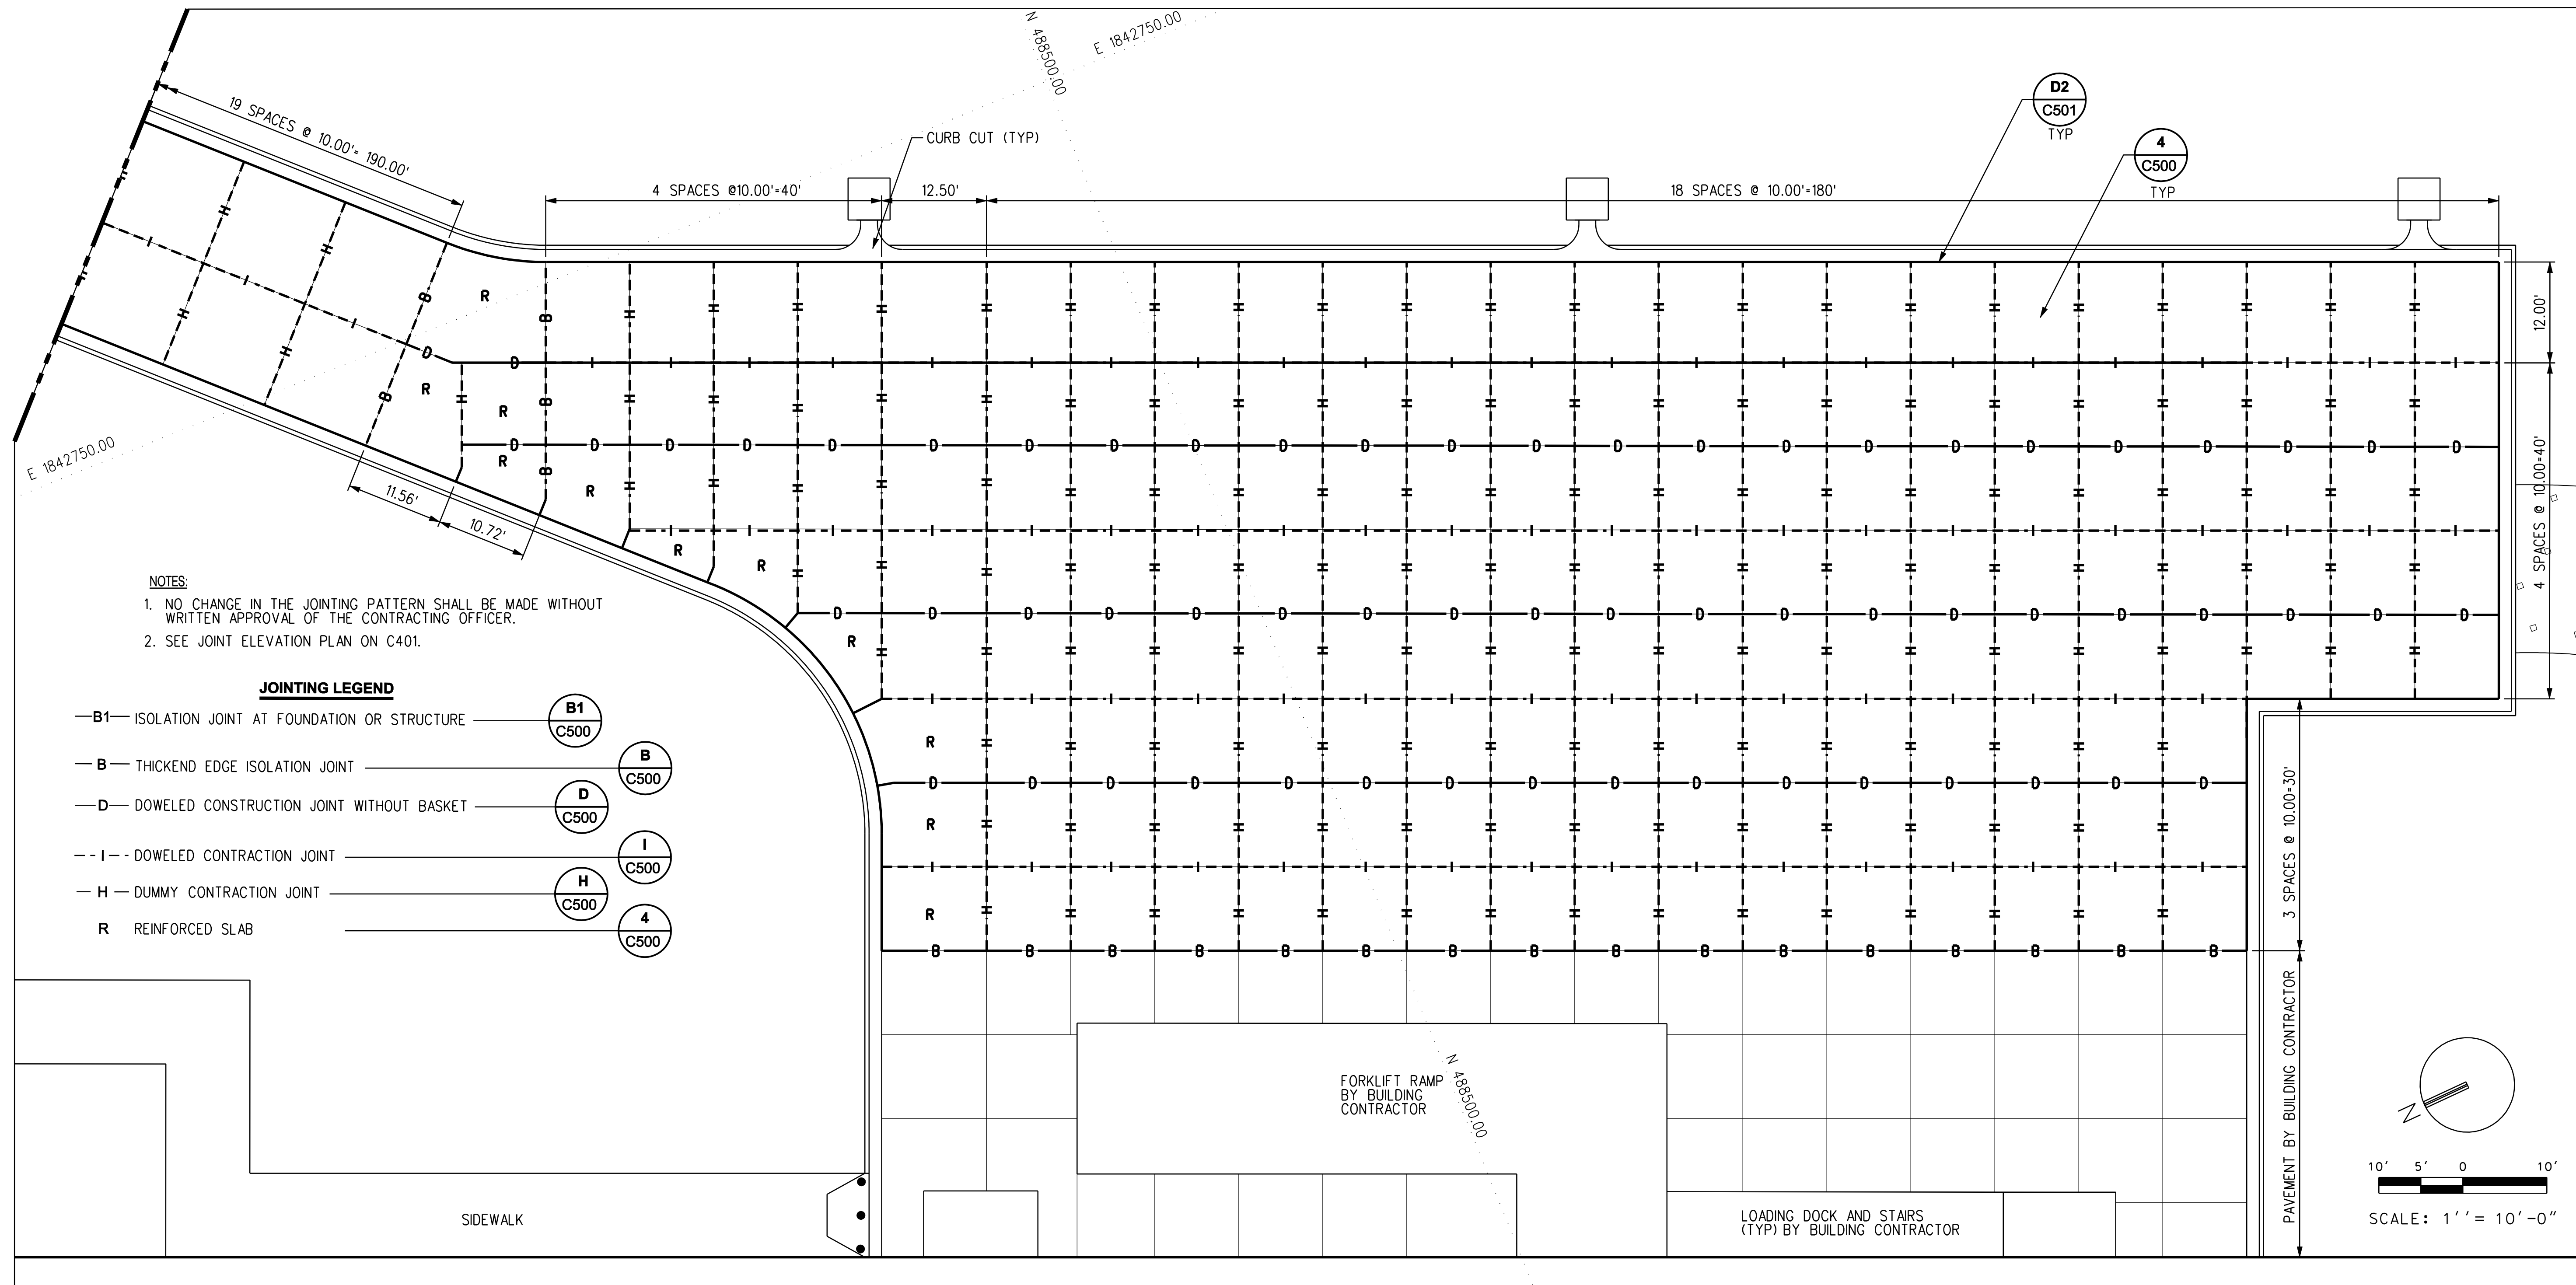 N 488500.00
E 1842750.00
19 SPACES @ 10.00'= 190.00'
CURB CUT (TYP)
D2
C501
TYP
4
C500
TYP
4 SPACES @10.00'=40'
12.50'
18 SPACES @ 10.00'=180'
12.00'
4 SPACES @ 10.00=40'
3 SPACES @ 10.00=30'
PAVEMENT BY BUILDING CONTRACTOR
E 1842750.00
11.56'
10.72'
NOTES:
1. NO CHANGE IN THE JOINTING PATTERN SHALL BE MADE WITHOUT
WRITTEN APPROVAL OF THE CONTRACTING OFFICER.
2. SEE JOINT ELEVATION PLAN ON C401.
JOINTING LEGEND
B1 ISOLATION JOINT AT FOUNDATION OR STRUCTURE
B1
C500
B THICKEND EDGE ISOLATION JOINT
B
C500
D DOWELED CONSTRUCTION JOINT WITHOUT BASKET
D
C500
I DOWELED CONTRACTION JOINT
I
C500
H DUMMY CONTRACTION JOINT
H
C500
R REINFORCED SLAB
4
C500
FORKLIFT RAMP
BY BUILDING
CONTRACTOR
N 488500.00
SIDEWALK
LOADING DOCK AND STAIRS
(TYP) BY BUILDING CONTRACTOR
N
10' 5' 0 10'
SCALE: 1''= 10'-0"